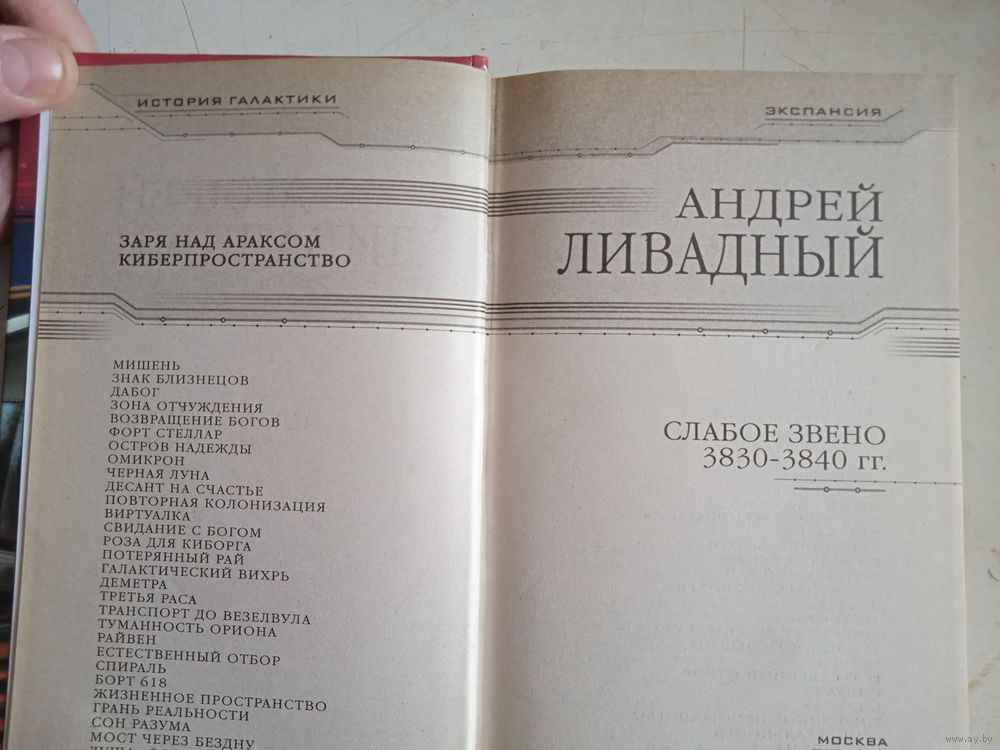 ИСТОРИЯ ГАЛАКТИКИ
ЗАРЯ НАД АРАКСОМ
КИБЕРПРОСТРАНСТВО
МИШЕНЬ
ЗНАК БЛИЗНЕЦОВ
ДАБОГ
ЗОНА ОТЧУЖДЕНИЯ
ВОЗВРАЩЕНИЕ БОГОВ
ФОРТ СТЕЛЛАР
ОСТРОВ НАДЕЖДЫ
ОМИКРОН
ЧЕРНАЯ ЛУНА
ДЕСАНТ НА СЧАСТЬЕ
ПОВТОРНАЯ КОЛОНИЗАЦИЯ
ВИРТУАЛКА
СВИДАНИЕ С БОГОМ
РОЗА ДЛЯ КИБОРГА
ПОТЕРЯННЫЙ РАЙ
ГАЛАКТИЧЕСКИЙ ВИХРЬ
ДЕМЕТРА
ТРЕТЬЯ РАСА
ТРАНСПОРТ ДО ВЕЗЕЛВУЛА
ТУМАННОСТЬ ОРИОНА
РАЙВЕН
ЕСТЕСТВЕННЫЙ ОТБОР
СПИРАЛЬ
БОРТ 618
ЖИЗНЕННОЕ ПРОСТРАНСТВО
ГРАНЬ РЕАЛЬНОСТИ
СОН РАЗУМА
МОСТ ЧЕРЕЗ БЕЗДНУ
ЭКСПАНСИЯ
АНДРЕЙ
ЛИВАДНЫЙ
СЛАБОЕ ЗВЕНО
3830-3840 гг.
МОСКВА
www.ay.by